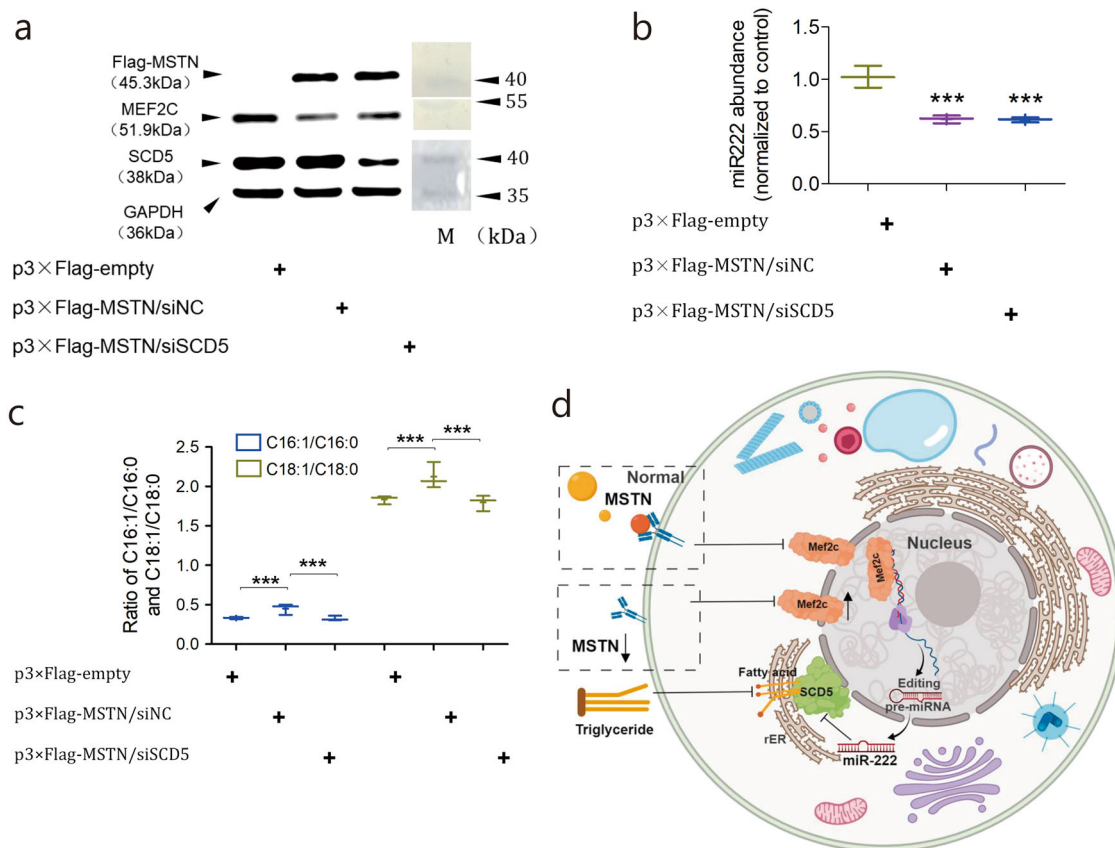 a
Flag-MSTN
(45.3kDa)
MEF2C
(51.9kDa)
SCD5
(38kDa)
GAPDH
(36kDa)
40
55
40
35
M (kDa)
p3×Flag-empty +
p3×Flag-MSTN/siNC +
p3×Flag-MSTN/siSCD5 +
b
miR222 abundance
(normalized to control)
1.5
1.0
0.5
0.0
*** ***
p3×Flag-empty +
p3×Flag-MSTN/siNC +
p3×Flag-MSTN/siSCD5 +
c
Ratio of C16:1/C16:0
and C18:1/C18:0
2.5
2.0
1.5
1.0
0.5
0.0
C16:1/C16:0
C18:1/C18:0
*** ***
*** ***
p3×Flag-empty + +
p3×Flag-MSTN/siNC + +
p3×Flag-MSTN/siSCD5 + +
d
Normal
MSTN
Mef2c
Mef2c
Nucleus
Mef2c
MSTN
Fatty acid
SCD5
Triglyceride
rER
Editing
pre-miRNA
miR-222